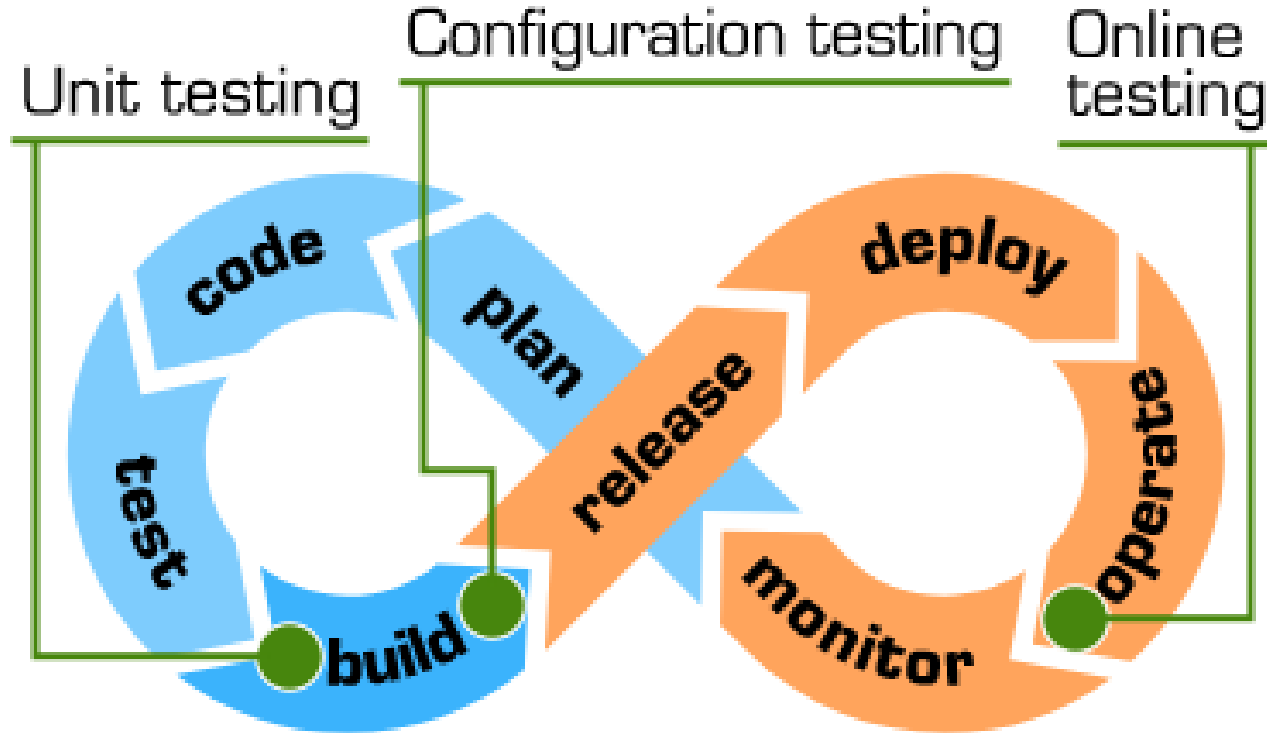 Configuration testing
Online
testing
Unit testing
code
plan
deploy
release
operate
test
build
monitor